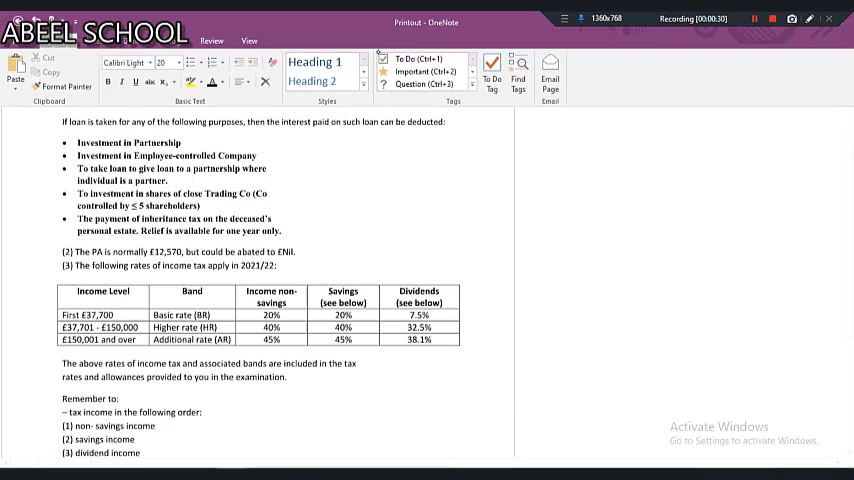 Printout - OneNote
1360x768
Recording [00:00:30]
ABEEL SCHOOL
Review View
Cut
Copy
Format Painter
Paste
Clipboard
Calibri Light 20
B I U abc
Basic Text
Heading 1
Heading 2
Styles
To Do (Ctrl+1)
Important (Ctrl+2)
Question (Ctrl+3)
To Do Tag
Find Tags
Tags
Email Page
Email
If loan is taken for any of the following purposes, then the interest paid on such loan can be deducted:
• Investment in Partnership
• Investment in Employee-controlled Company
• To take loan to give loan to a partnership where
individual is a partner.
• To investment in shares of close Trading Co (Co
controlled by ≤ 5 shareholders)
• The payment of inheritance tax on the deceased's
personal estate. Relief is available for one year only.
(2) The PA is normally £12,570, but could be abated to £Nil.
(3) The following rates of income tax apply in 2021/22:
Income Level Band Income non-savings Savings (see below) Dividends (see below)
First £37,700 Basic rate (BR) 20% 20% 7.5%
£37,701 - £150,000 Higher rate (HR) 40% 40% 32.5%
£150,001 and over Additional rate (AR) 45% 45% 38.1%
The above rates of income tax and associated bands are included in the tax
rates and allowances provided to you in the examination.
Remember to:
– tax income in the following order:
(1) non- savings income
(2) savings income
(3) dividend income
Activate Windows
Go to Settings to activate Windows.